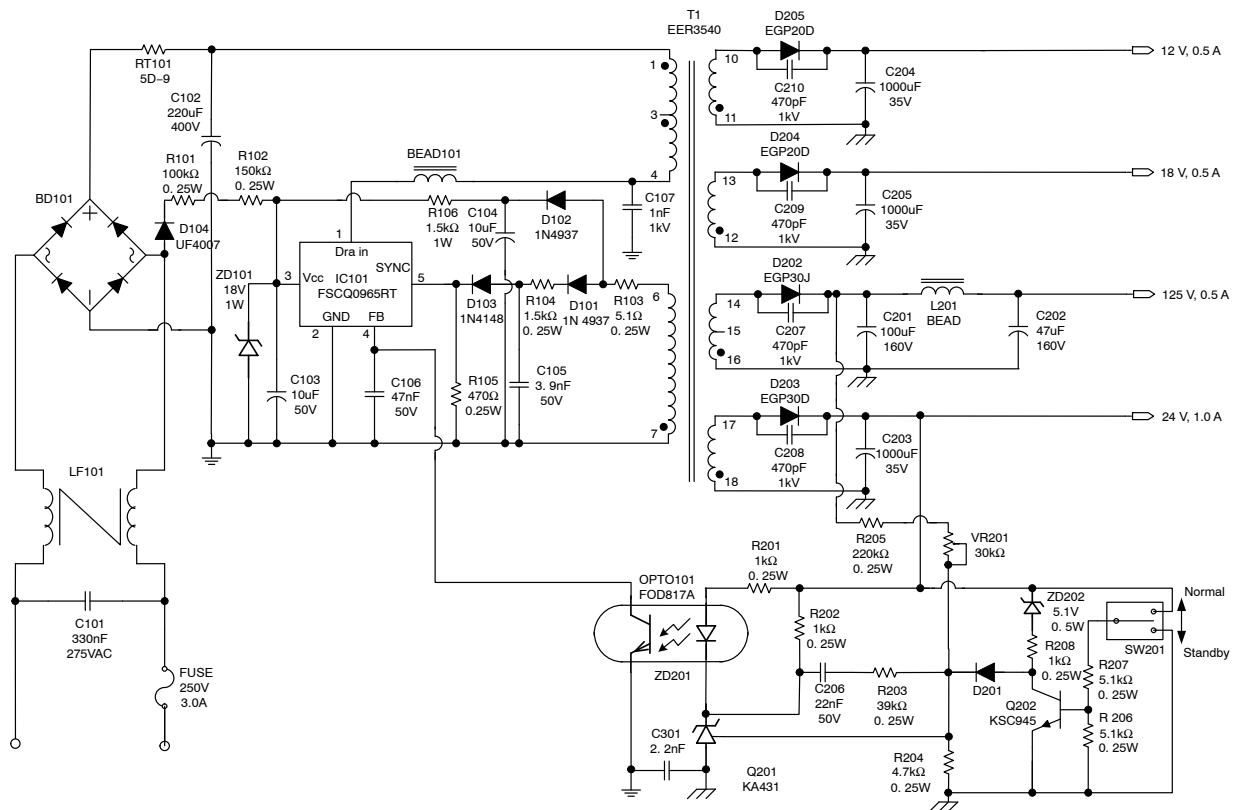 T1
EER3540
D205
EGP20D
RT101
5D–9
1
10
12 V, 0.5 A
C102
220uF
400V
C210
470pF
1kV
C204
1000uF
35V
3
11
R101
100kΩ
0. 25W
R102
150kΩ
0. 25W
BEAD101
4
D204
EGP20D
13
18 V, 0.5 A
BD101
D104
UF4007
R106
1.5kΩ
1W
C104
10uF
50V
D102
1N4937
C107
1nF
1kV
C209
470pF
1kV
C205
1000uF
35V
12
1
Dra in
SYNC
ZD101
18V
1W
3
Vcc
IC101
FSCQ0965RT
5
GND
FB
2
4
D103
1N4148
R104
1.5kΩ
0. 25W
D101
1N 4937
R103
5.1Ω
0. 25W
6
D202
EGP30J
14
125 V, 0.5 A
15
16
C207
470pF
1kV
C201
100uF
160V
L201
BEAD
C202
47uF
160V
C103
10uF
50V
C106
47nF
50V
R105
470Ω
0.25W
C105
3. 9nF
50V
7
D203
EGP30D
17
24 V, 1.0 A
C208
470pF
1kV
C203
1000uF
35V
18
LF101
R205
220kΩ
0. 25W
VR201
30kΩ
OPTO101
FOD817A
R201
1kΩ
0. 25W
C101
330nF
275VAC
R202
1kΩ
0. 25W
ZD202
5.1V
0. 5W
Normal
SW201
Standby
R208
1kΩ
0. 25W
R207
5.1kΩ
0. 25W
FUSE
250V
3.0A
ZD201
C206
22nF
50V
R203
39kΩ
0. 25W
D201
Q202
KSC945
R 206
5.1kΩ
0. 25W
C301
2. 2nF
Q201
KA431
R204
4.7kΩ
0. 25W